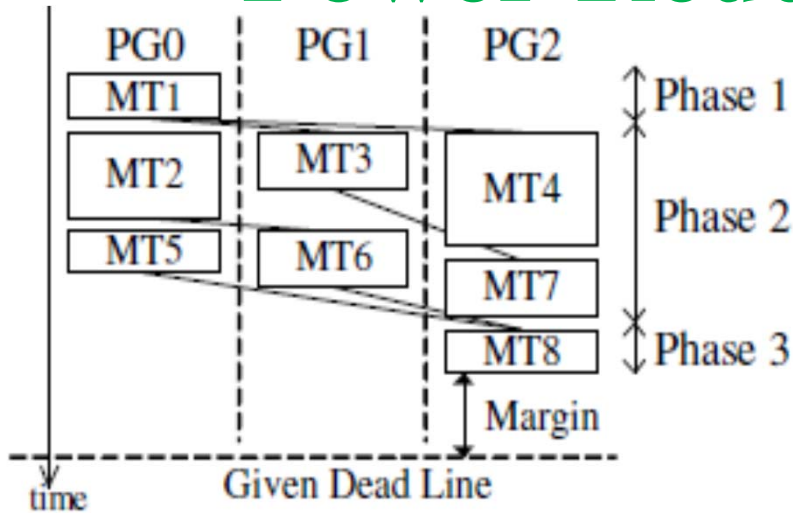 PG0 PG1 PG2
MT1
Phase 1
MT2
MT3
MT4
Phase 2
MT5
MT6
MT7
MT8
Phase 3
Margin
Given Dead Line
time